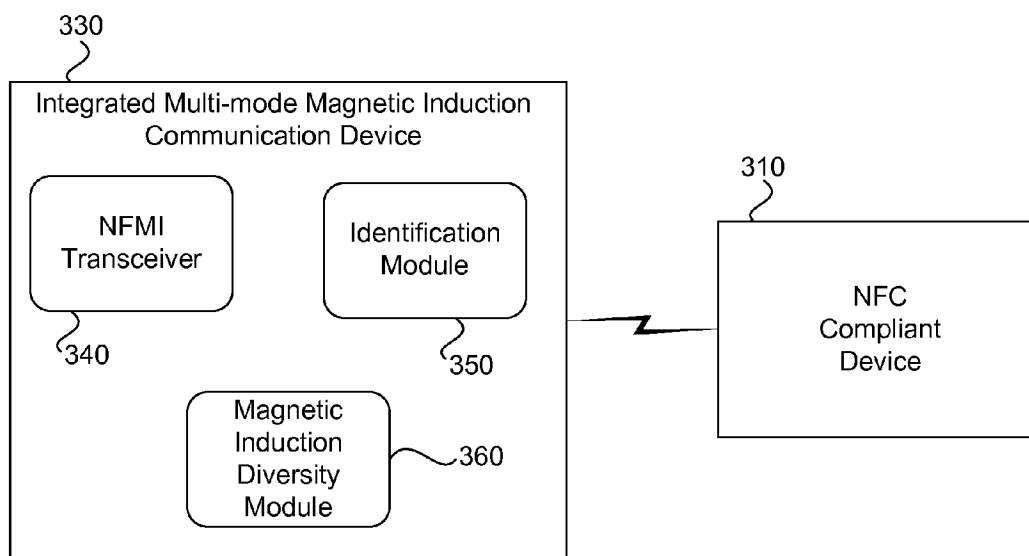 330
Integrated Multi-mode Magnetic Induction
Communication Device
NFMI
Transceiver
340
Identification
Module
350
Magnetic
Induction
Diversity
Module
360
310
NFC
Compliant
Device